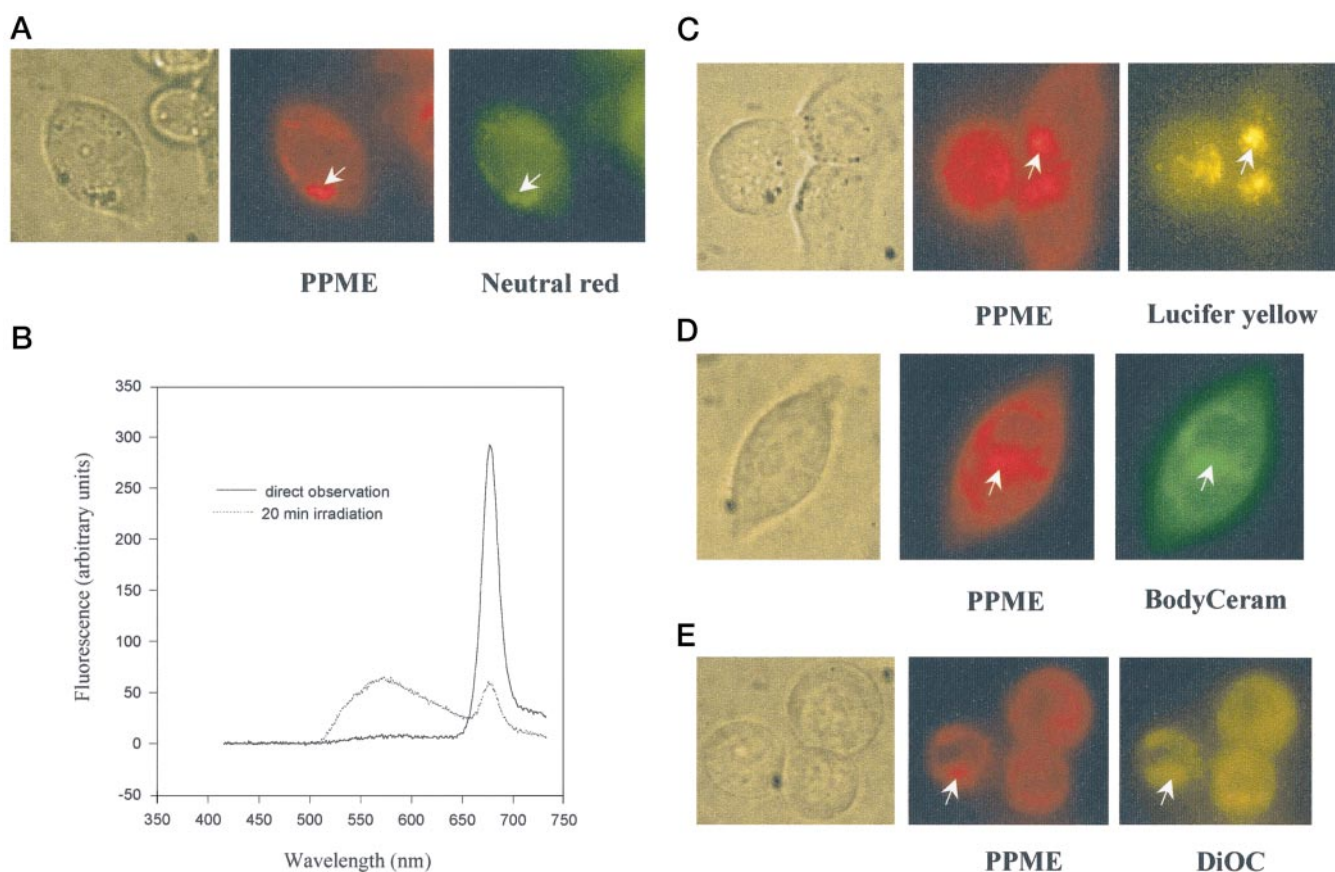 A
PPME
Neutral red
B
350
300
250
200
150
100
50
0
-50
Fluorescence (arbitrary units)
direct observation
20 min irradiation
350 400 450 500 550 600 650 700 750
Wavelength (nm)
C
PPME
Lucifer yellow
D
PPME
BodyCeram
E
PPME
DiOC